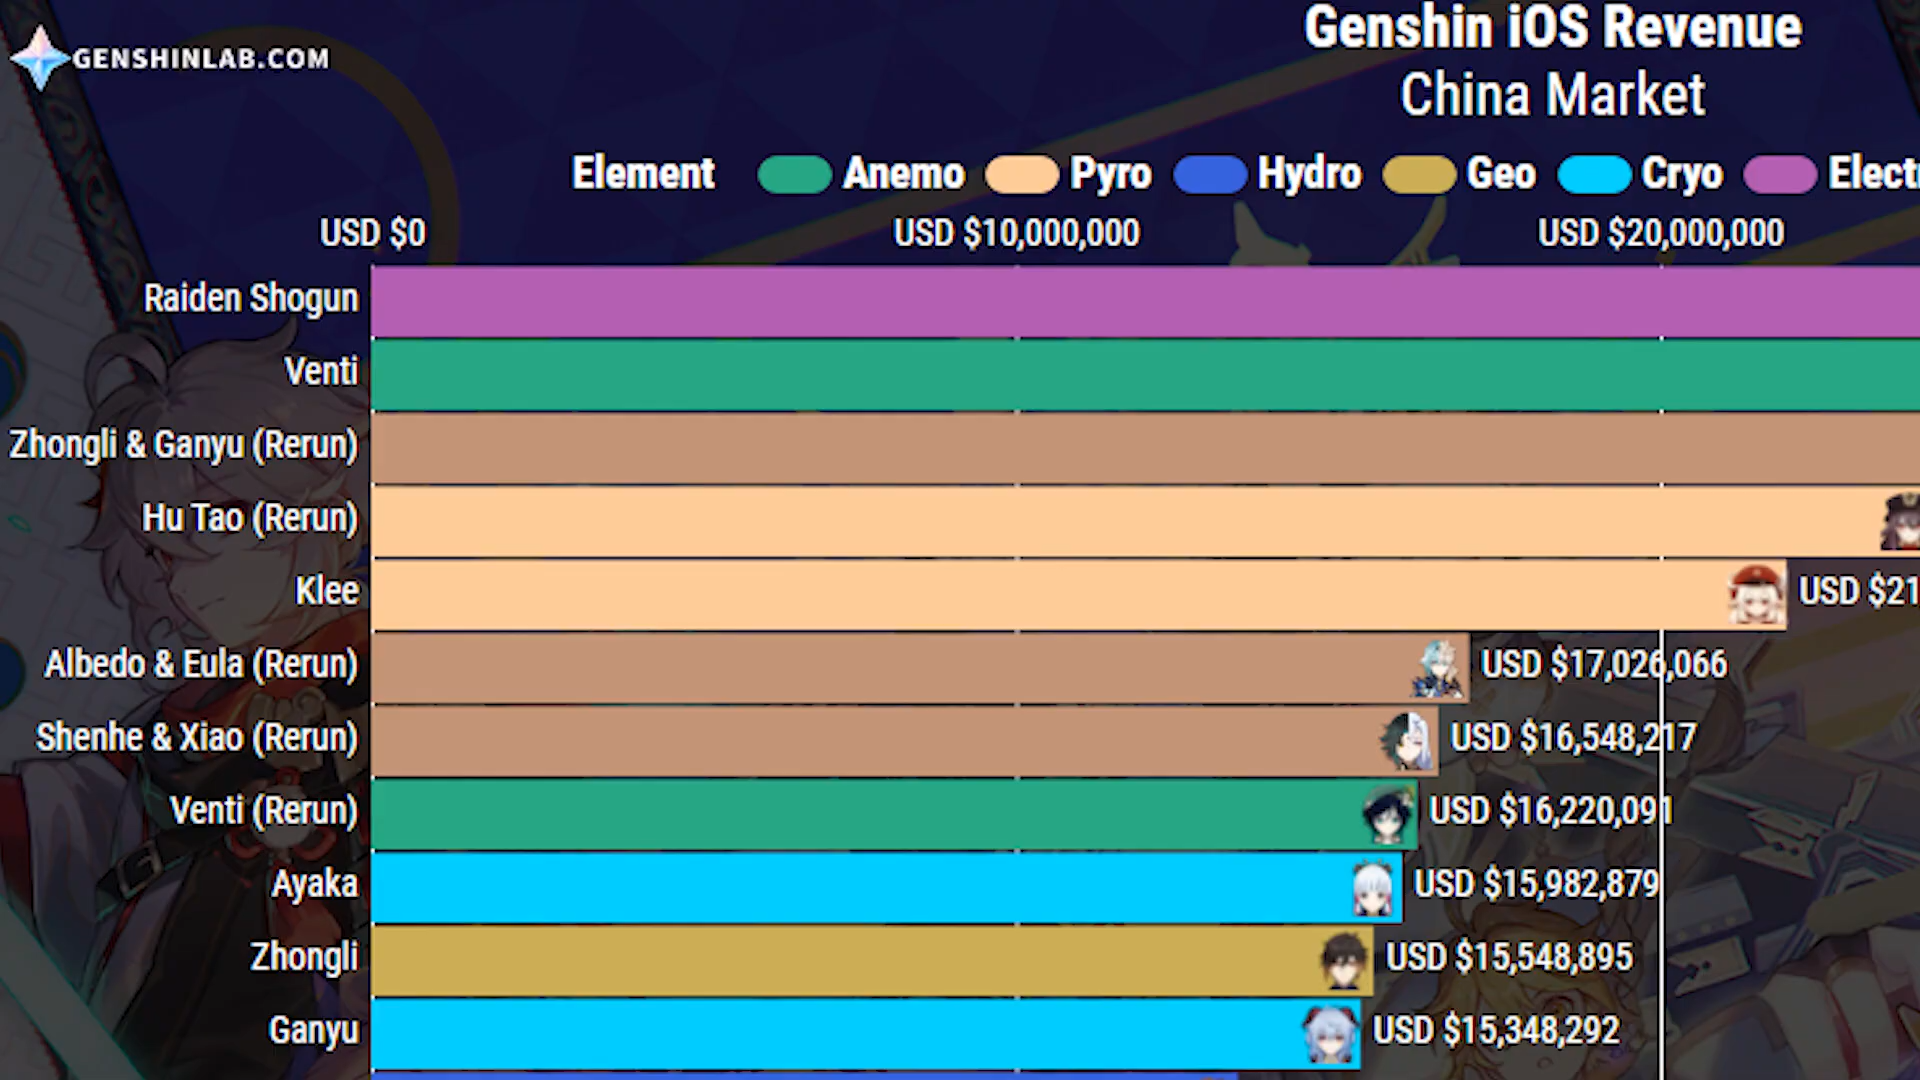 GENSHINLAB.COM
Genshin iOS Revenue
China Market
Element Anemo Pyro Hydro Geo Cryo
USD $0 USD $10,000,000 USD $20,000,000
Raiden Shogun
Venti
Zhongli & Ganyu (Rerun)
Hu Tao (Rerun)
Klee USD $21
Albedo & Eula (Rerun) USD $17,026,066
Shenhe & Xiao (Rerun) USD $16,548,217
Venti (Rerun) USD $16,220,091
Ayaka USD $15,982,879
Zhongli USD $15,548,895
Ganyu USD $15,348,292